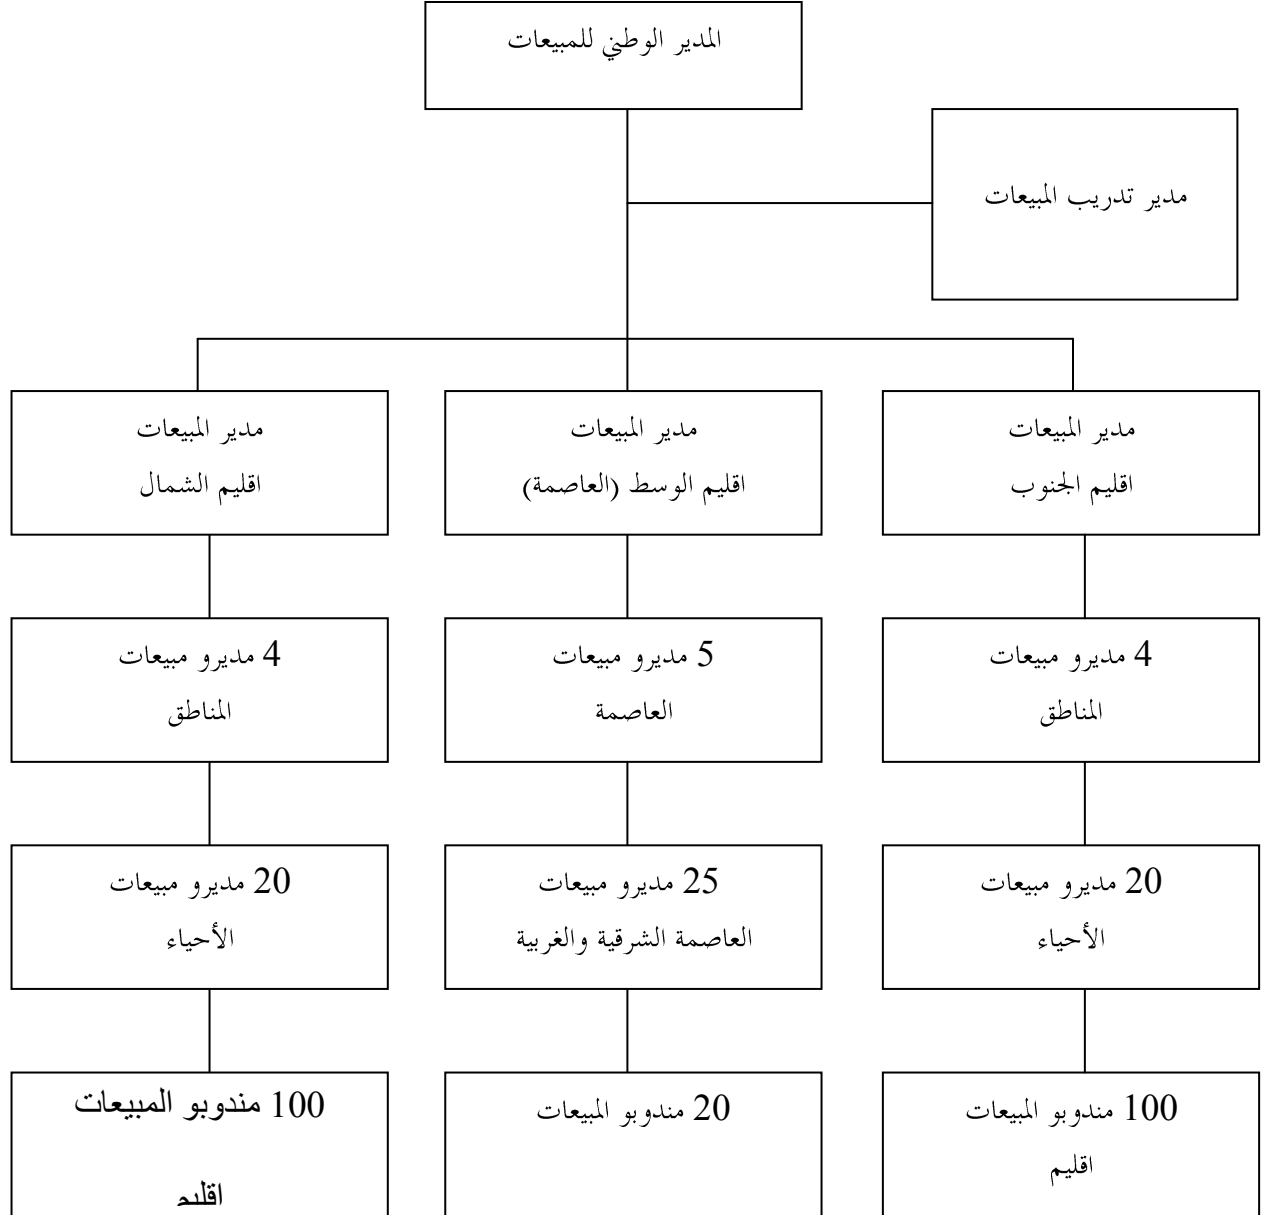 المدير الوطني للمبيعات
مدير تدريب المبيعات
مدير المبيعات
اقليم الجنوب
مدير المبيعات
اقليم الوسط (العاصمة)
مدير المبيعات
اقليم الشمال
4 مديرو مبيعات
المناطق
5 مديرو مبيعات
العاصمة
4 مديرو مبيعات
المناطق
20 مديرو مبيعات
الأحياء
25 مديرو مبيعات
العاصمة الشرقية والغربية
20 مديرو مبيعات
الأحياء
100 مندوبو المبيعات
اقليم
20 مندوبو المبيعات
100 مندوبو المبيعات
اقليم